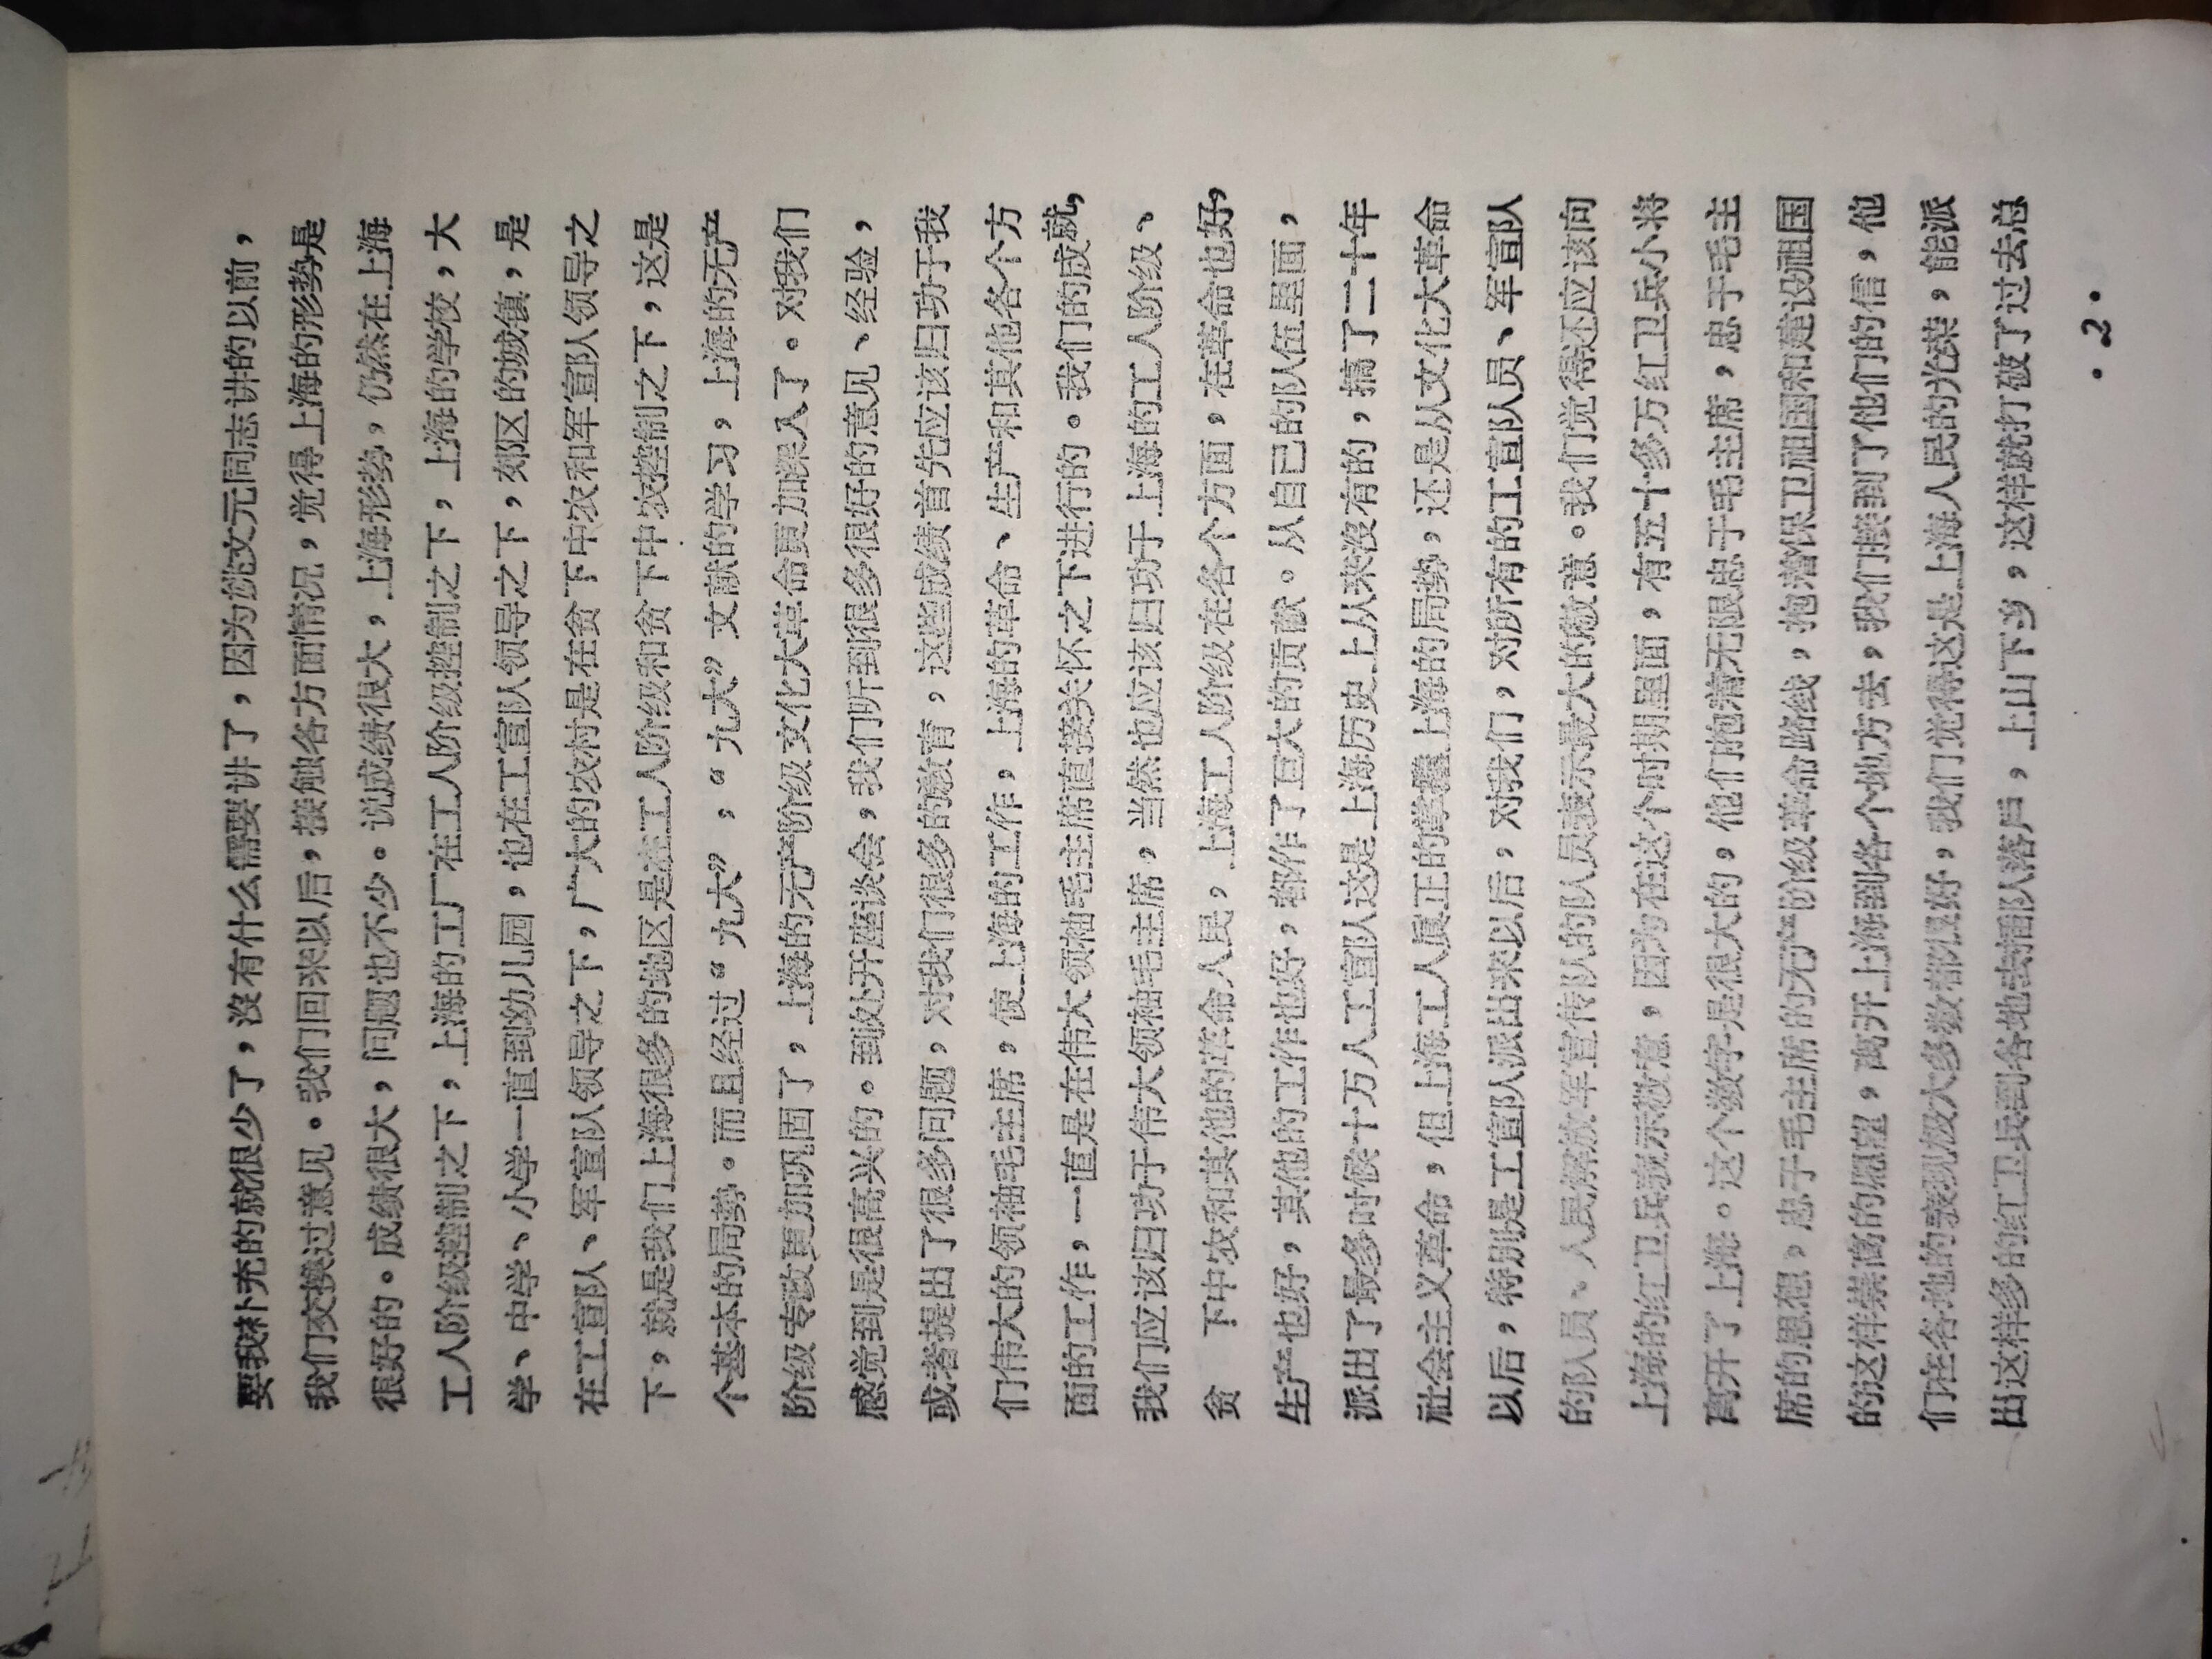 要我补充的就很少了，沒有什么需要讲了，因为姚文元同志讲的以前，
我们交换过意见。我们回来以后，接触各方面情况，觉得上海的形势是
很好的。成绩很大，问题也不少。说成绩很大，上海形势，仍然在上海
工人阶级控制之下，上海的工厂在工人阶级控制之下，上海的学校，大
学、中学、小学一直到幼儿园，也在工宣队领导之下，郊区的城镇，是
在工宣队、军宣队领导之下，广大的农村是在贫下中农和军宣队领导之
下，就是我们上海很多的地区是在工人阶级和贫下中农控制之下，这是
个基本的局势。而且经过“九大”，“九大”文献的学习，上海的无产
阶级专政更加巩固了，上海的无产阶级文化大革命更加深入了。对我们
感觉到是很高兴的。到处开座谈会，我们听到很多很好的意见、经验，
或者提出了很多问题，对我们很多的教育，这些成绩首先应该归功于我
们伟大的领袖毛主席，使上海的工作，上海的革命、生产和其他各个方
面的工作，一直是在伟大领袖毛主席直接关怀之下进行的。我们的成就，
我们应该归功于伟大领袖毛主席，当然也应该归功于上海的工人阶级、
贫　下中农和其他的革命人民，上海工人阶级在各个方面，在革命也好，
生产也好，其他的工作也好，都作了巨大的贡献。从自己的队伍里面，
派出了最多时候十万人工宣队这是上海历史上从来沒有的，搞了二十年
社会主义革命，但上海工人真正的掌握上海的局势，还是从文化大革命
以后，特别是工宣队派出来以后，对我们，对所有的工宣队员、军宣队
的队员、人民解放军宣传队的队员表示最大的敬意。我们觉得还应该向
上海的红卫兵表示敬意，因为在这个时期里面，有五十多万红卫兵小将
离开了上海。这个数字是很大的，他们抱着无限忠于毛主席，忠于毛主
席的思想，忠于毛主席的无产阶级革命路线，抱着保卫祖国和建设祖国
的这样崇高的愿望，离开上海到各个地方去，我们接到了他们的信，他
们在各地的表现极大多数都很好，我们觉得这是上海人民的光荣，能派
出这样多的红卫兵到各地去插队落戶，上山下乡，这样就打破了过去总
·2·